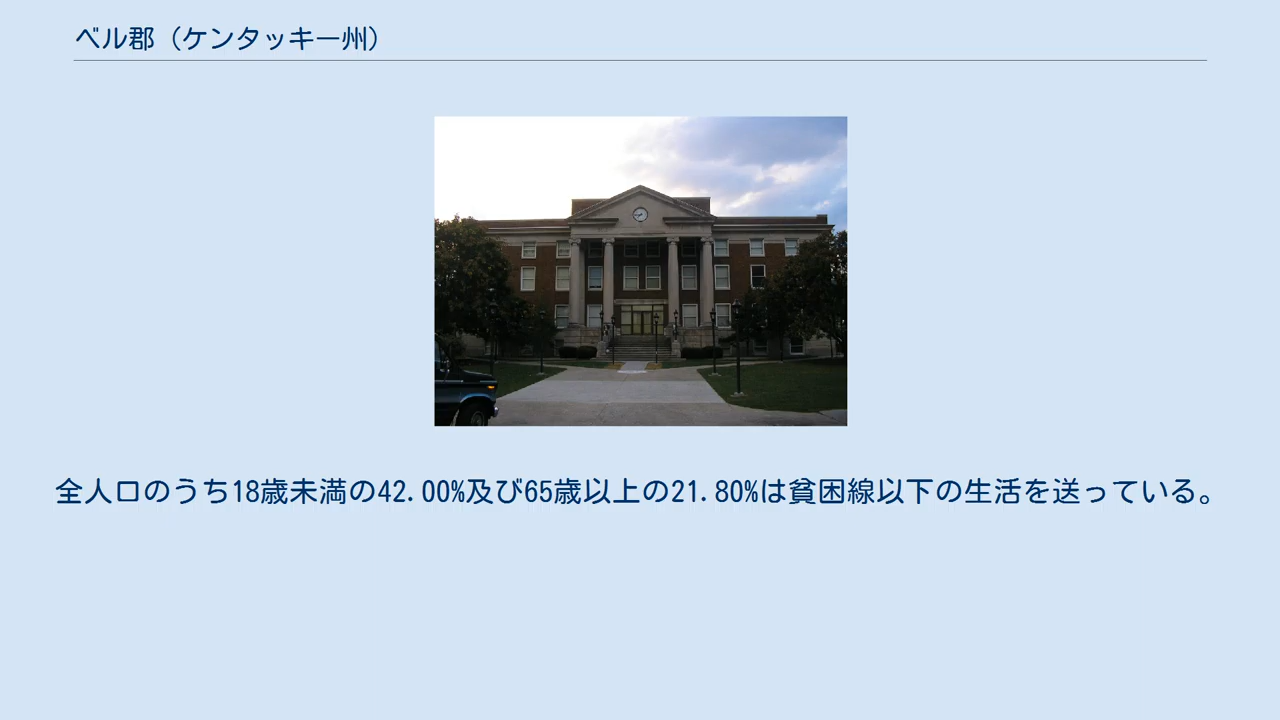 ベル郡（ケンタッキー州）
全人口のうち18歳未満の42.00%及び65歳以上の21.80%は貧困線以下の生活を送っている。